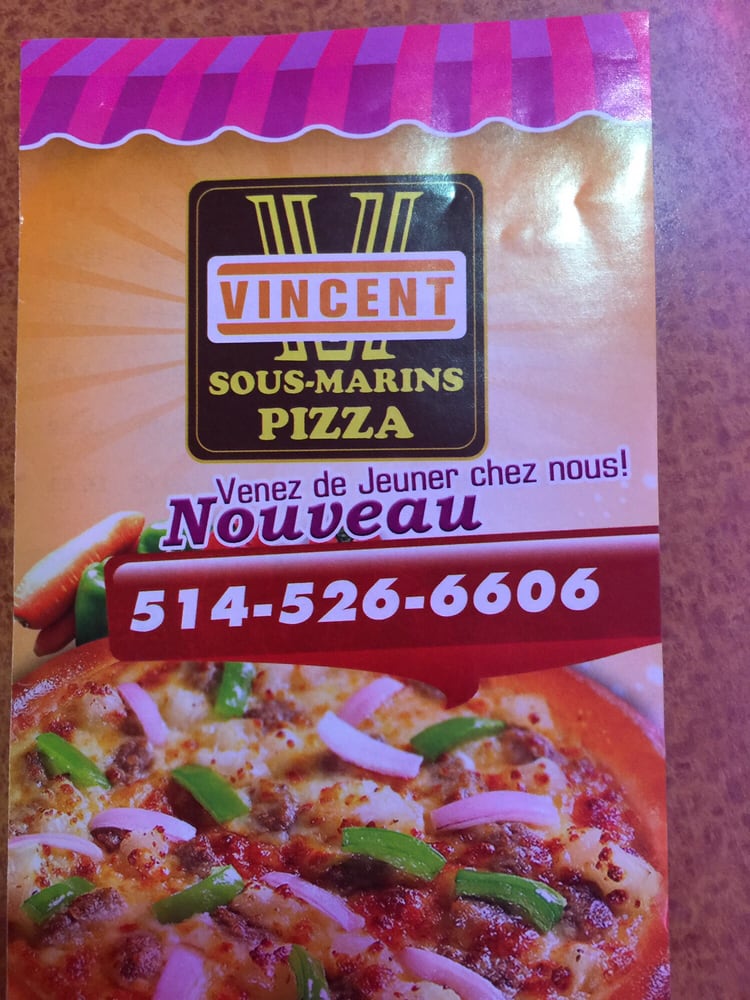 V
VINCENT
SOUS-MARINS
PIZZA
Venez de Jeuner chez nous!
Nouveau
514-526-6606